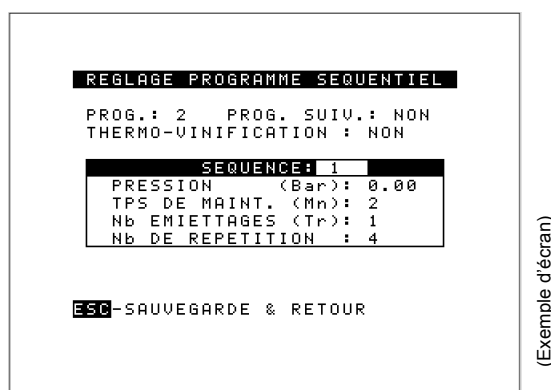 REGLAGE PROGRAMME SEQUENTIEL
PROG.: 2 PROG. SUIV.: NON
THERMO-VINIFICATION : NON
SEQUENCE: 1
PRESSION (Bar): 0.00
TPS DE MAINT. (Mn): 2
Nb EMIETTAGES (Tr): 1
Nb DE REPETITION : 4
ESC-SAUVEGARDE & RETOUR
(Exemple d'écran)